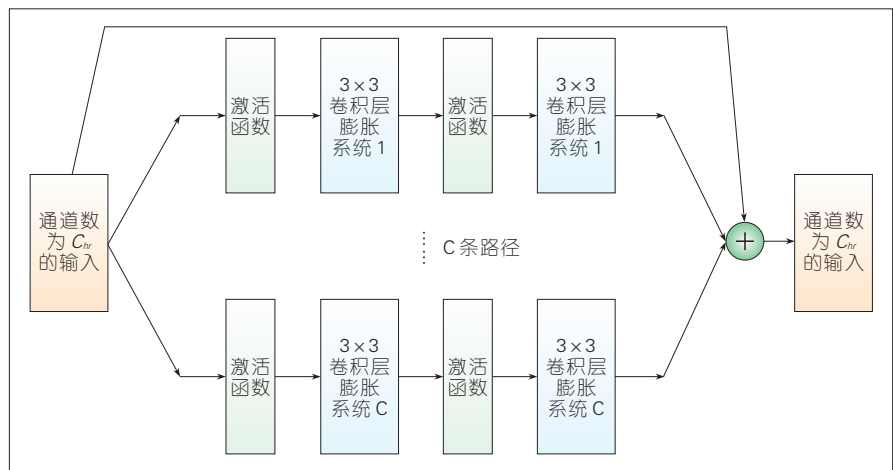 激活
函数
3×3
卷积层
膨胀
系统1
激活
函数
3×3
卷积层
膨胀
系统1
通道数
为 Chr
的输入
C条路径
+
通道数
为 Chr
的输入
激活
函数
3×3
卷积层
膨胀
系统C
激活
函数
3×3
卷积层
膨胀
系统C